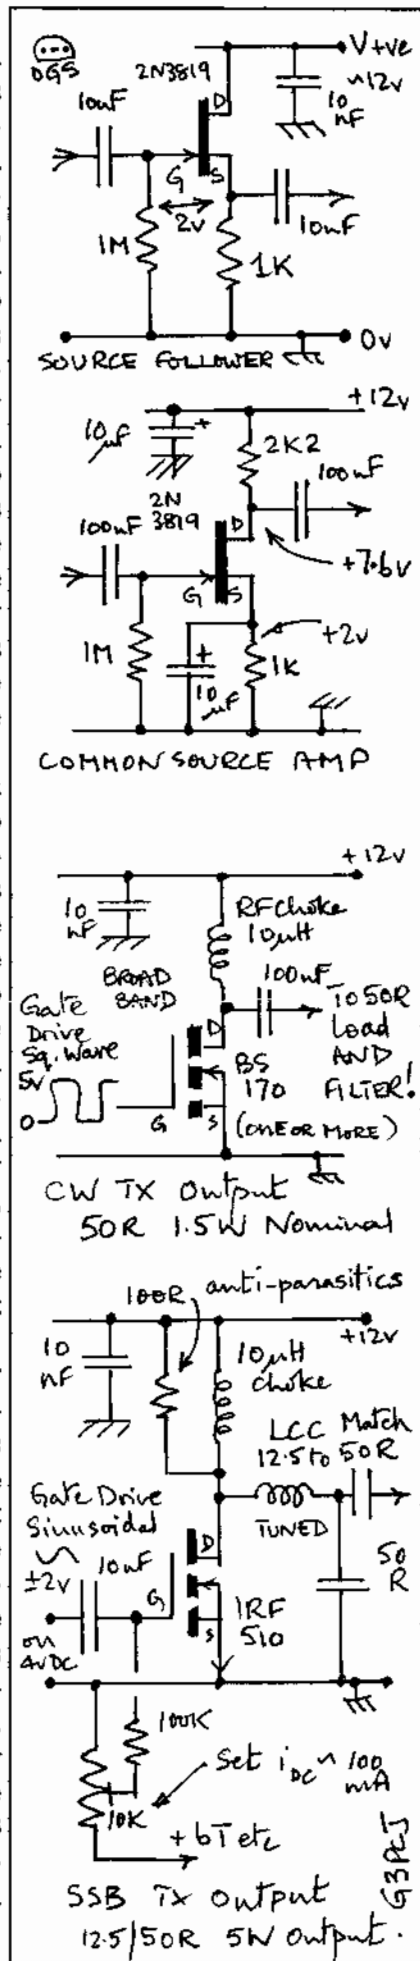 DGS
2N3819
V+ve
~12v
10nF
10
nF
D
G
S
2v
1M
1K
10nF
0v
SOURCE FOLLOWER
+12v
10
µF
+
2K2
100nF
2N
3819
100nF
D
+7.6v
G
S
+2v
1M
+
10
µF
1K
COMMON SOURCE AMP
+12v
10
nF
RF choke
10µH
BROAD
BAND
100nF
Gate
Drive
Sq. Wave
5v
0
D
G
S
BS
170
(ONE OR MORE)
TO 50R
Load
AND
FILTER!
CW TX Output
50R 1.5W Nominal
100R
anti-parasitics
+12v
10
nF
10µH
choke
LCC Match
12.5 to 50R
TUNED
Gate Drive
Sinusoidal
±2v
10nF
on
4vDC
D
G
S
IRF
510
50
R
100K
10K
Set iDC ~ 100
mA
+6T etc
G3PCJ
SSB TX Output
12.5/50R 5W Output.